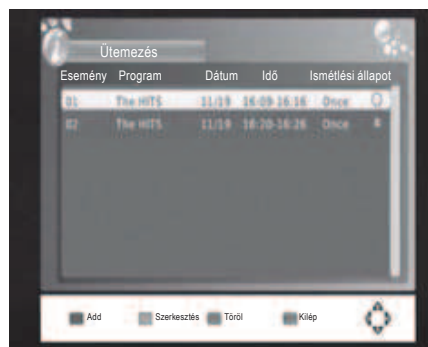 Ütemezés
Esemény Program Dátum Idő Ismétlési állapot
01 The HITS 11/19 16:09-16:16 Once
02 The HITS 11/19 16:20-16:26 Once
Add Szerkesztés Töröl Kilép